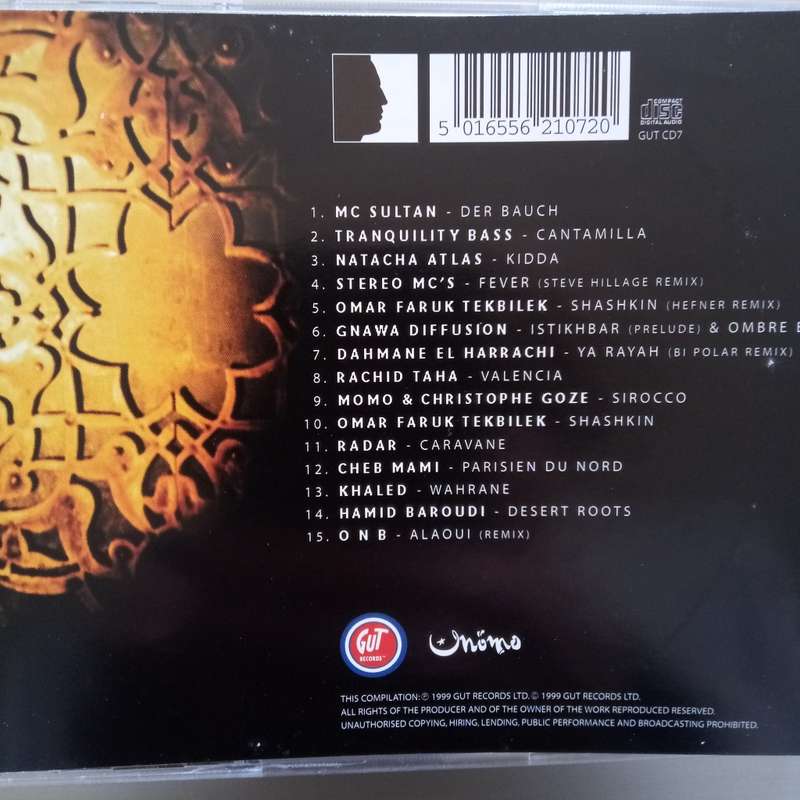 5 016556 210720
COMPACT
disc
DIGITAL AUDIO
GUT CD7
1. MC SULTAN - DER BAUCH
2. TRANQUILITY BASS - CANTAMILLA
3. NATACHA ATLAS - KIDDA
4. STEREO MC'S - FEVER (STEVE HILLAGE REMIX)
5. OMAR FARUK TEKBILEK - SHASHKIN (HEFNER REMIX)
6. GNAWA DIFFUSION - ISTIKHBAR (PRELUDE) & OMBRE
7. DAHMANE EL HARRACHI - YA RAYAH (BI POLAR REMIX)
8. RACHID TAHA - VALENCIA
9. MOMO & CHRISTOPHE GOZE - SIROCCO
10. OMAR FARUK TEKBILEK - SHASHKIN
11. RADAR - CARAVANE
12. CHEB MAMI - PARISIEN DU NORD
13. KHALED - WAHRANE
14. HAMID BAROUDI - DESERT ROOTS
15. O N B - ALAOUI (REMIX)
GUT
RECORDS™
mömo
THIS COMPILATION: ℗ 1999 GUT RECORDS LTD. © 1999 GUT RECORDS LTD.
ALL RIGHTS OF THE PRODUCER AND OF THE OWNER OF THE WORK REPRODUCED RESERVED.
UNAUTHORISED COPYING, HIRING, LENDING, PUBLIC PERFORMANCE AND BROADCASTING PROHIBITED.